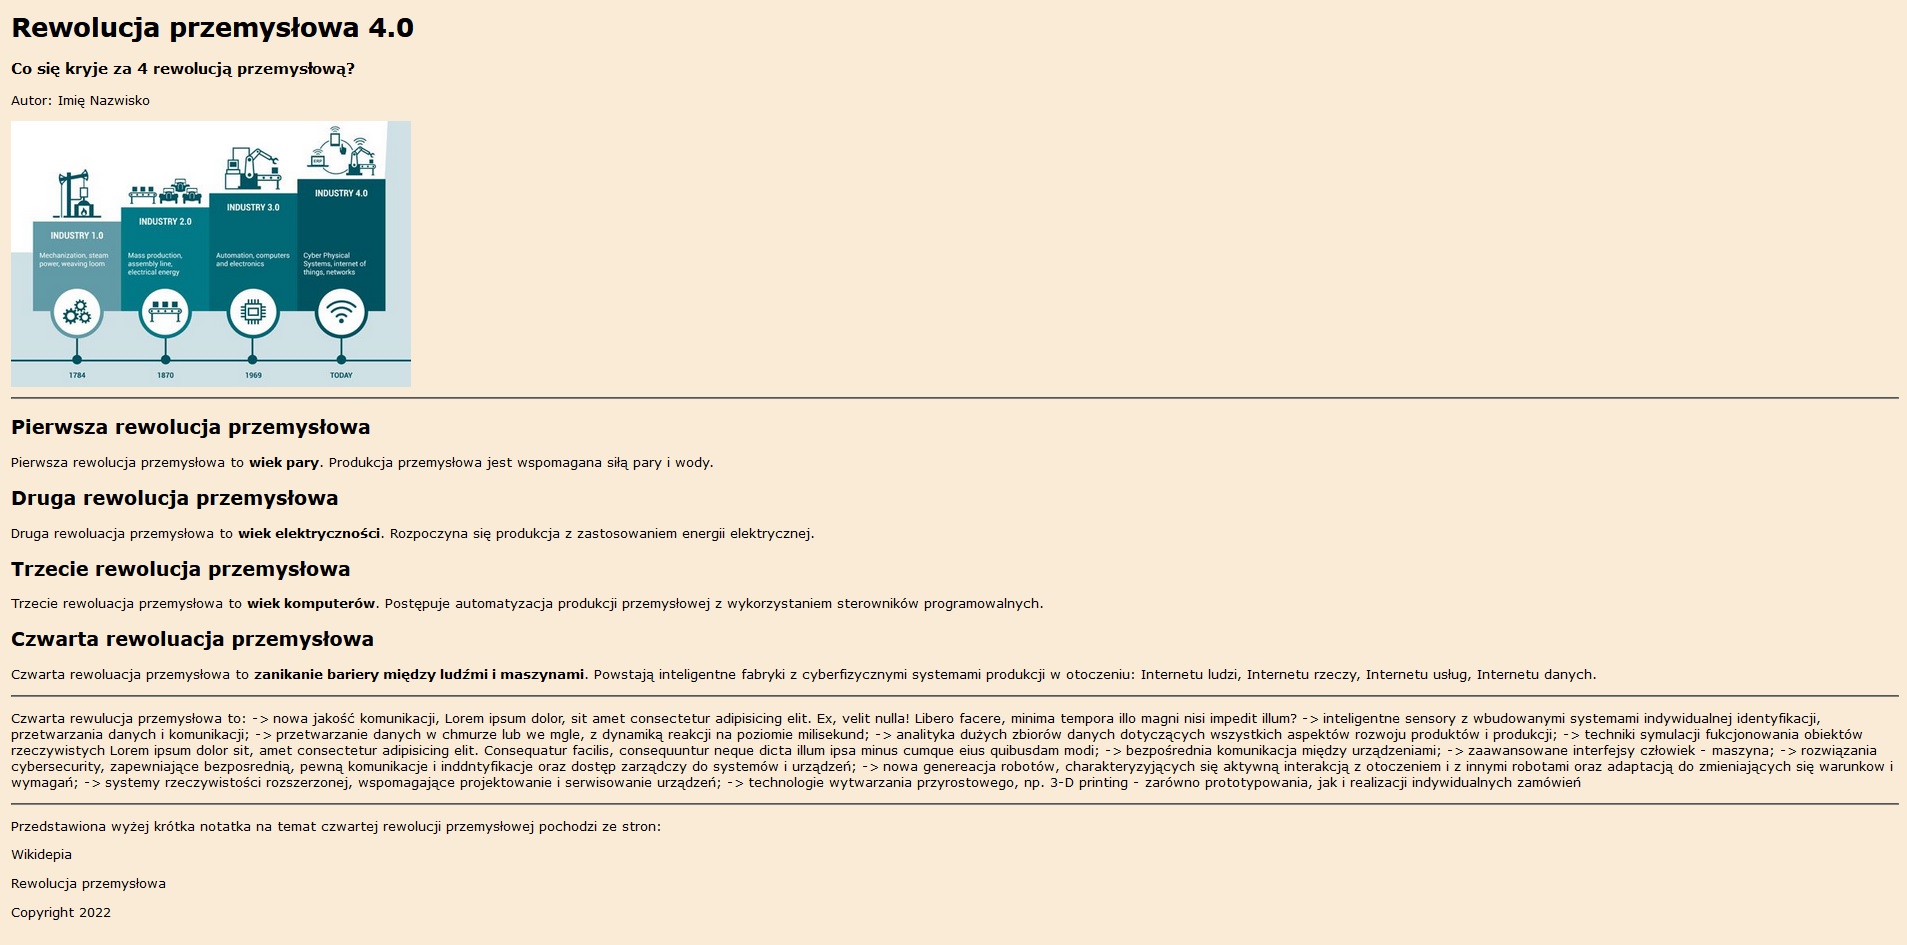 Rewolucja przemysłowa 4.0
Co się kryje za 4 rewolucją przemysłową?
Autor: Imię Nazwisko
ERP
INDUSTRY 1.0
Mechanization, steam
power, weaving loom
INDUSTRY 2.0
Mass production,
assembly line,
electrical energy
INDUSTRY 3.0
Automation, computers
and electronics
INDUSTRY 4.0
Cyber Physical
Systems, internet of
things, networks
1784
1870
1969
TODAY
Pierwsza rewolucja przemysłowa
Pierwsza rewolucja przemysłowa to wiek pary. Produkcja przemysłowa jest wspomagana siłą pary i wody.
Druga rewolucja przemysłowa
Druga rewoluacja przemysłowa to wiek elektryczności. Rozpoczyna się produkcja z zastosowaniem energii elektrycznej.
Trzecie rewolucja przemysłowa
Trzecie rewoluacja przemysłowa to wiek komputerów. Postępuje automatyzacja produkcji przemysłowej z wykorzystaniem sterowników programowalnych.
Czwarta rewoluacja przemysłowa
Czwarta rewoluacja przemysłowa to zanikanie bariery między ludźmi i maszynami. Powstają inteligentne fabryki z cyberfizycznymi systemami produkcji w otoczeniu: Internetu ludzi, Internetu rzeczy, Internetu usług, Internetu danych.
Czwarta rewulucja przemysłowa to: -> nowa jakość komunikacji, Lorem ipsum dolor, sit amet consectetur adipisicing elit. Ex, velit nulla! Libero facere, minima tempora illo magni nisi impedit illum? -> inteligentne sensory z wbudowanymi systemami indywidualnej identyfikacji,
przetwarzania danych i komunikacji; -> przetwarzanie danych w chmurze lub we mgle, z dynamiką reakcji na poziomie milisekund; -> analityka dużych zbiorów danych dotyczących wszystkich aspektów rozwoju produktów i produkcji; -> techniki symulacji fukcjonowania obiektów
rzeczywistych Lorem ipsum dolor sit, amet consectetur adipisicing elit. Consequatur facilis, consequuntur neque dicta illum ipsa minus cumque eius quibusdam modi; -> bezpośrednia komunikacja między urządzeniami; -> zaawansowane interfejsy człowiek - maszyna; -> rozwiązania
cybersecurity, zapewniające bezposrednią, pewną komunikacje i inddntyfikacje oraz dostęp zarządczy do systemów i urządzeń; -> nowa genereacja robotów, charakteryzyjących się aktywną interakcją z otoczeniem i z innymi robotami oraz adaptacją do zmieniających się warunkow i
wymagań; -> systemy rzeczywistości rozszerzonej, wspomagające projektowanie i serwisowanie urządzeń; -> technologie wytwarzania przyrostowego, np. 3-D printing - zarówno prototypowania, jak i realizacji indywidualnych zamówień
Przedstawiona wyżej krótka notatka na temat czwartej rewolucji przemysłowej pochodzi ze stron:
Wikidepia
Rewolucja przemysłowa
Copyright 2022